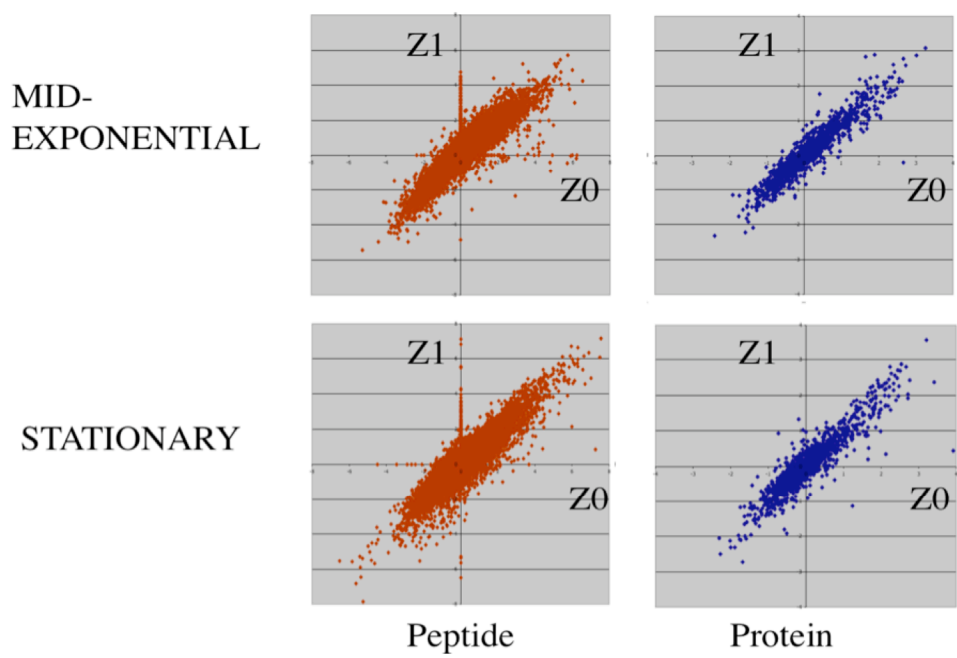 MID-
EXPONENTIAL
Z1
Z0
Z1
Z0
STATIONARY
Z1
Z0
Z1
Z0
Peptide
Protein